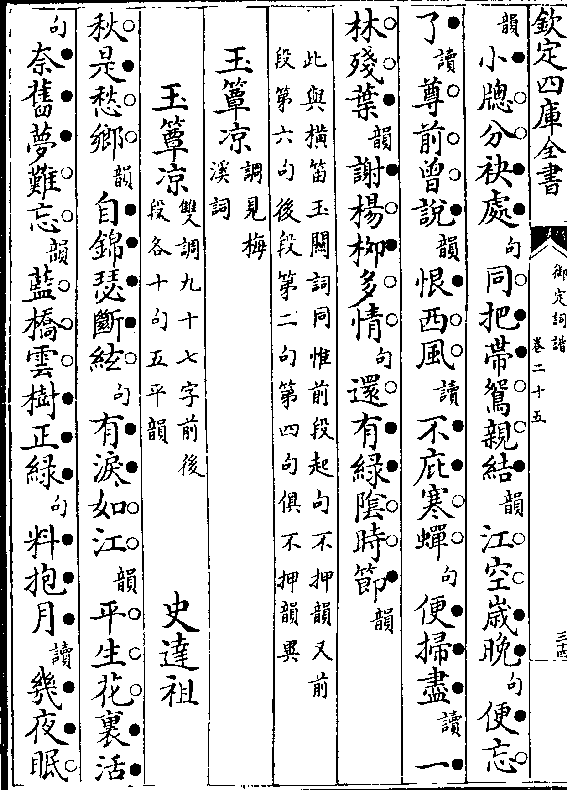 欽定四庫全書
御定詞譜
卷二十五
韻小牕分袂處句同把帶鴛親結韻江空歲晚句便忘
了讀尊前曾說韻恨西風讀不庇寒蟬句便掃盡讀一
林殘葉韻謝楊柳多情句還有綠陰時節韻
此與橫笛玉關詞同惟前段起句不押韻又前
段第六句後段第二句第四句俱不押韻異
玉簟凉調見梅
溪詞
玉簟凉雙調九十七字前後
段各十句五平韻
史達祖
秋是愁鄉韻自錦瑟斷絃句有淚如江韻平生花裏活
句奈舊夢難忘韻藍橋雲樹正綠句料抱月讀幾夜眠